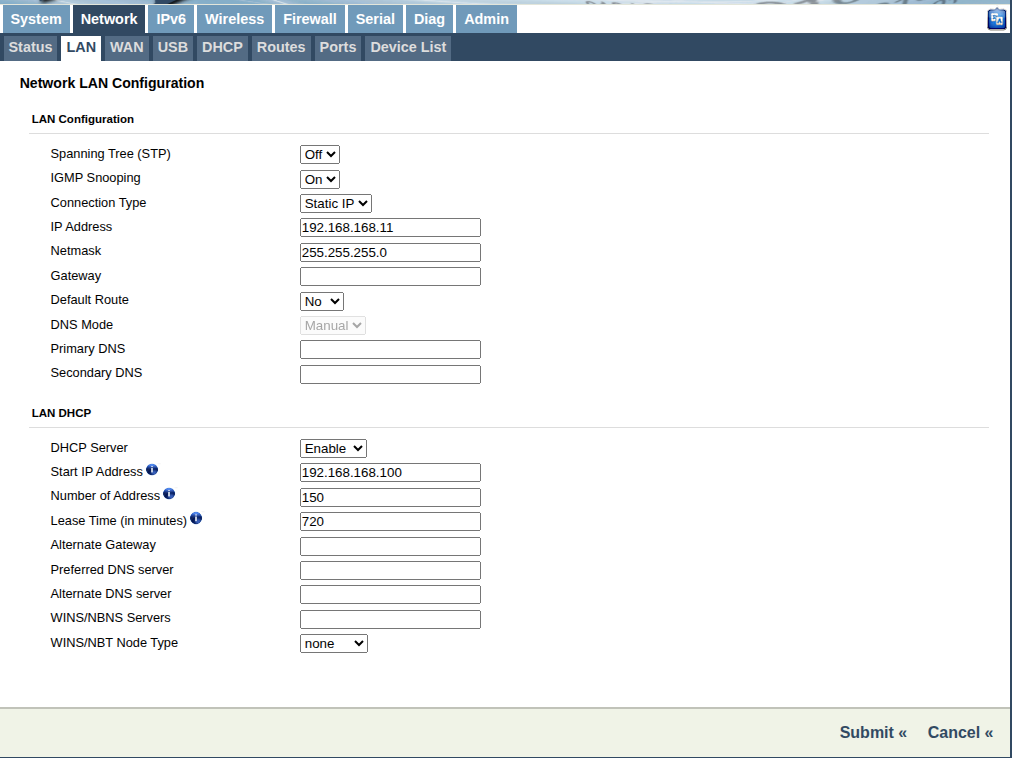 System Network IPv6 Wireless Firewall Serial Diag Admin
Status LAN WAN USB DHCP Routes Ports Device List
Network LAN Configuration
LAN Configuration
Spanning Tree (STP) Off
IGMP Snooping On
Connection Type Static IP
IP Address 192.168.168.11
Netmask 255.255.255.0
Gateway
Default Route No
DNS Mode Manual
Primary DNS
Secondary DNS
LAN DHCP
DHCP Server Enable
Start IP Address 192.168.168.100
Number of Address 150
Lease Time (in minutes) 720
Alternate Gateway
Preferred DNS server
Alternate DNS server
WINS/NBNS Servers
WINS/NBT Node Type none
Submit « Cancel «